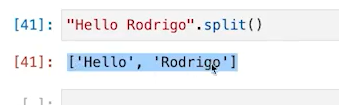 [41]: "Hello Rodrigo".split()
[41]: ['Hello', 'Rodrigo']
[ ]: